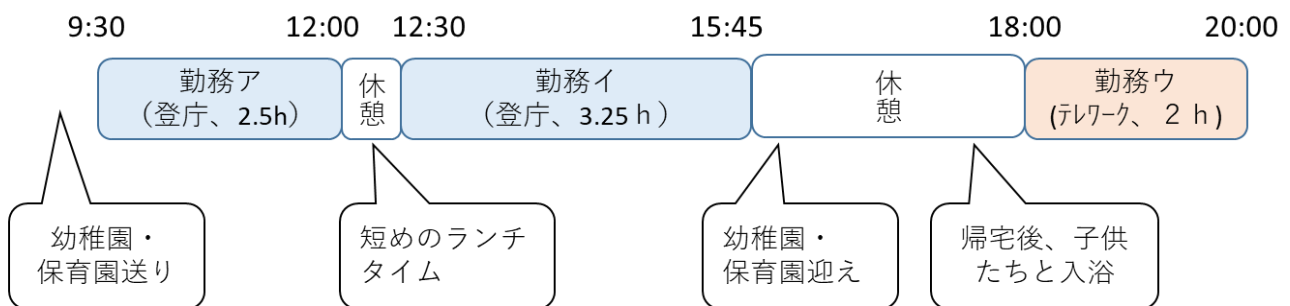 9:30
12:00
12:30
15:45
18:00
20:00
勤務ア
（登庁、2.5h）
休
憩
勤務イ
（登庁、3.25ｈ）
休
憩
勤務ウ
(ﾃﾚﾜｰｸ、２ｈ)
幼稚園・
保育園送り
短めのランチ
タイム
幼稚園・
保育園迎え
帰宅後、子供
たちと入浴